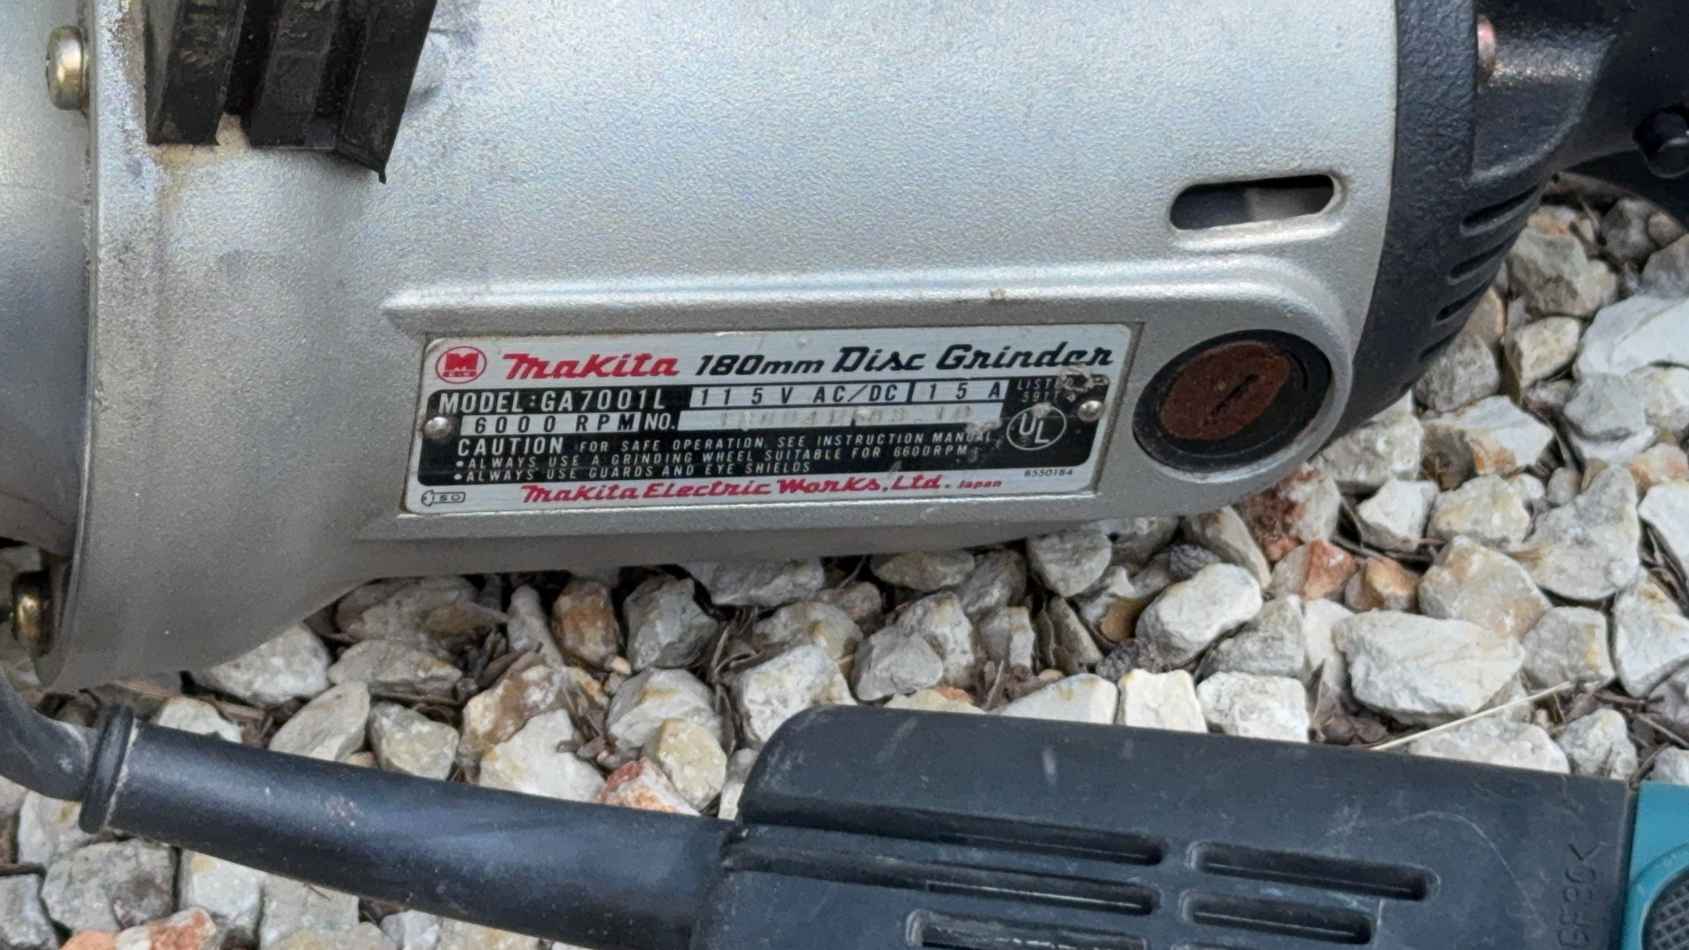 M Makita 180mm Disc Grinder
MODEL:GA7001L 115V AC/DC 15A LISTED
6000 RPM NO.
UL
CAUTION FOR SAFE OPERATION, SEE INSTRUCTION MANUAL.
•ALWAYS USE A GRINDING WHEEL SUITABLE FOR 6600RPM.
•ALWAYS USE GUARDS AND EYE SHIELDS
Makita Electric Works, Ltd. Japan